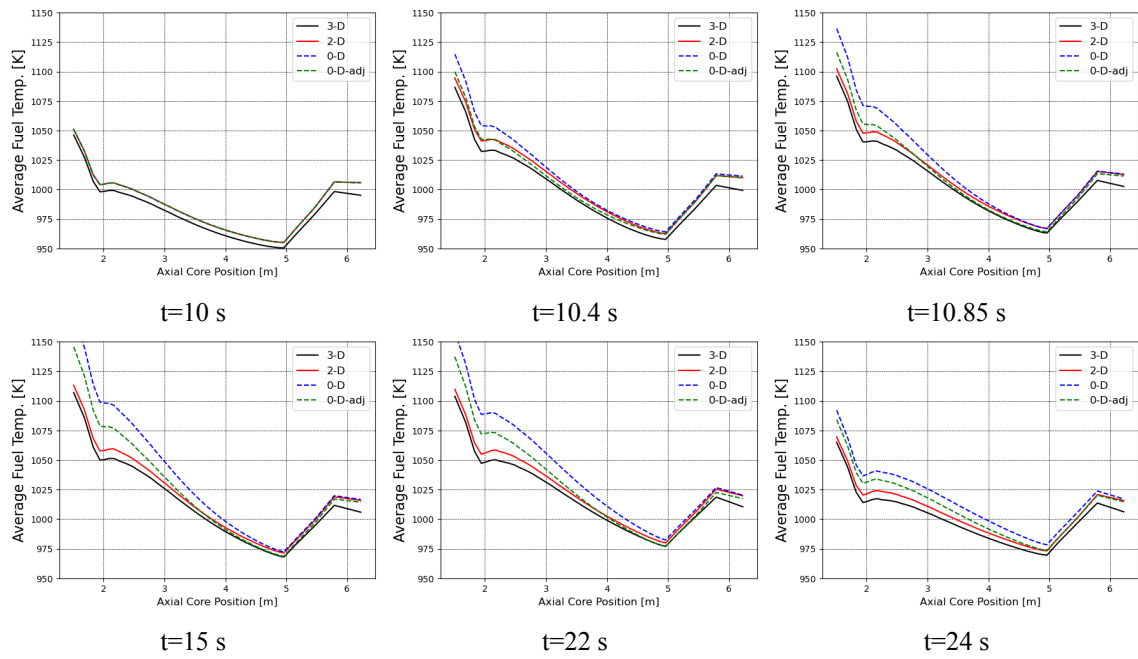 1150
1125
1100
1075
1050
1025
1000
975
950
Average Fuel Temp. [K]
3-D
2-D
0-D
0-D-adj
2 3 4 5 6
Axial Core Position [m]
t=10 s
1150
1125
1100
1075
1050
1025
1000
975
950
Average Fuel Temp. [K]
3-D
2-D
0-D
0-D-adj
2 3 4 5 6
Axial Core Position [m]
t=10.4 s
1150
1125
1100
1075
1050
1025
1000
975
950
Average Fuel Temp. [K]
3-D
2-D
0-D
0-D-adj
2 3 4 5 6
Axial Core Position [m]
t=10.85 s
1150
1125
1100
1075
1050
1025
1000
975
950
Average Fuel Temp. [K]
3-D
2-D
0-D
0-D-adj
2 3 4 5 6
Axial Core Position [m]
t=15 s
1150
1125
1100
1075
1050
1025
1000
975
950
Average Fuel Temp. [K]
3-D
2-D
0-D
0-D-adj
2 3 4 5 6
Axial Core Position [m]
t=22 s
1150
1125
1100
1075
1050
1025
1000
975
950
Average Fuel Temp. [K]
3-D
2-D
0-D
0-D-adj
2 3 4 5 6
Axial Core Position [m]
t=24 s